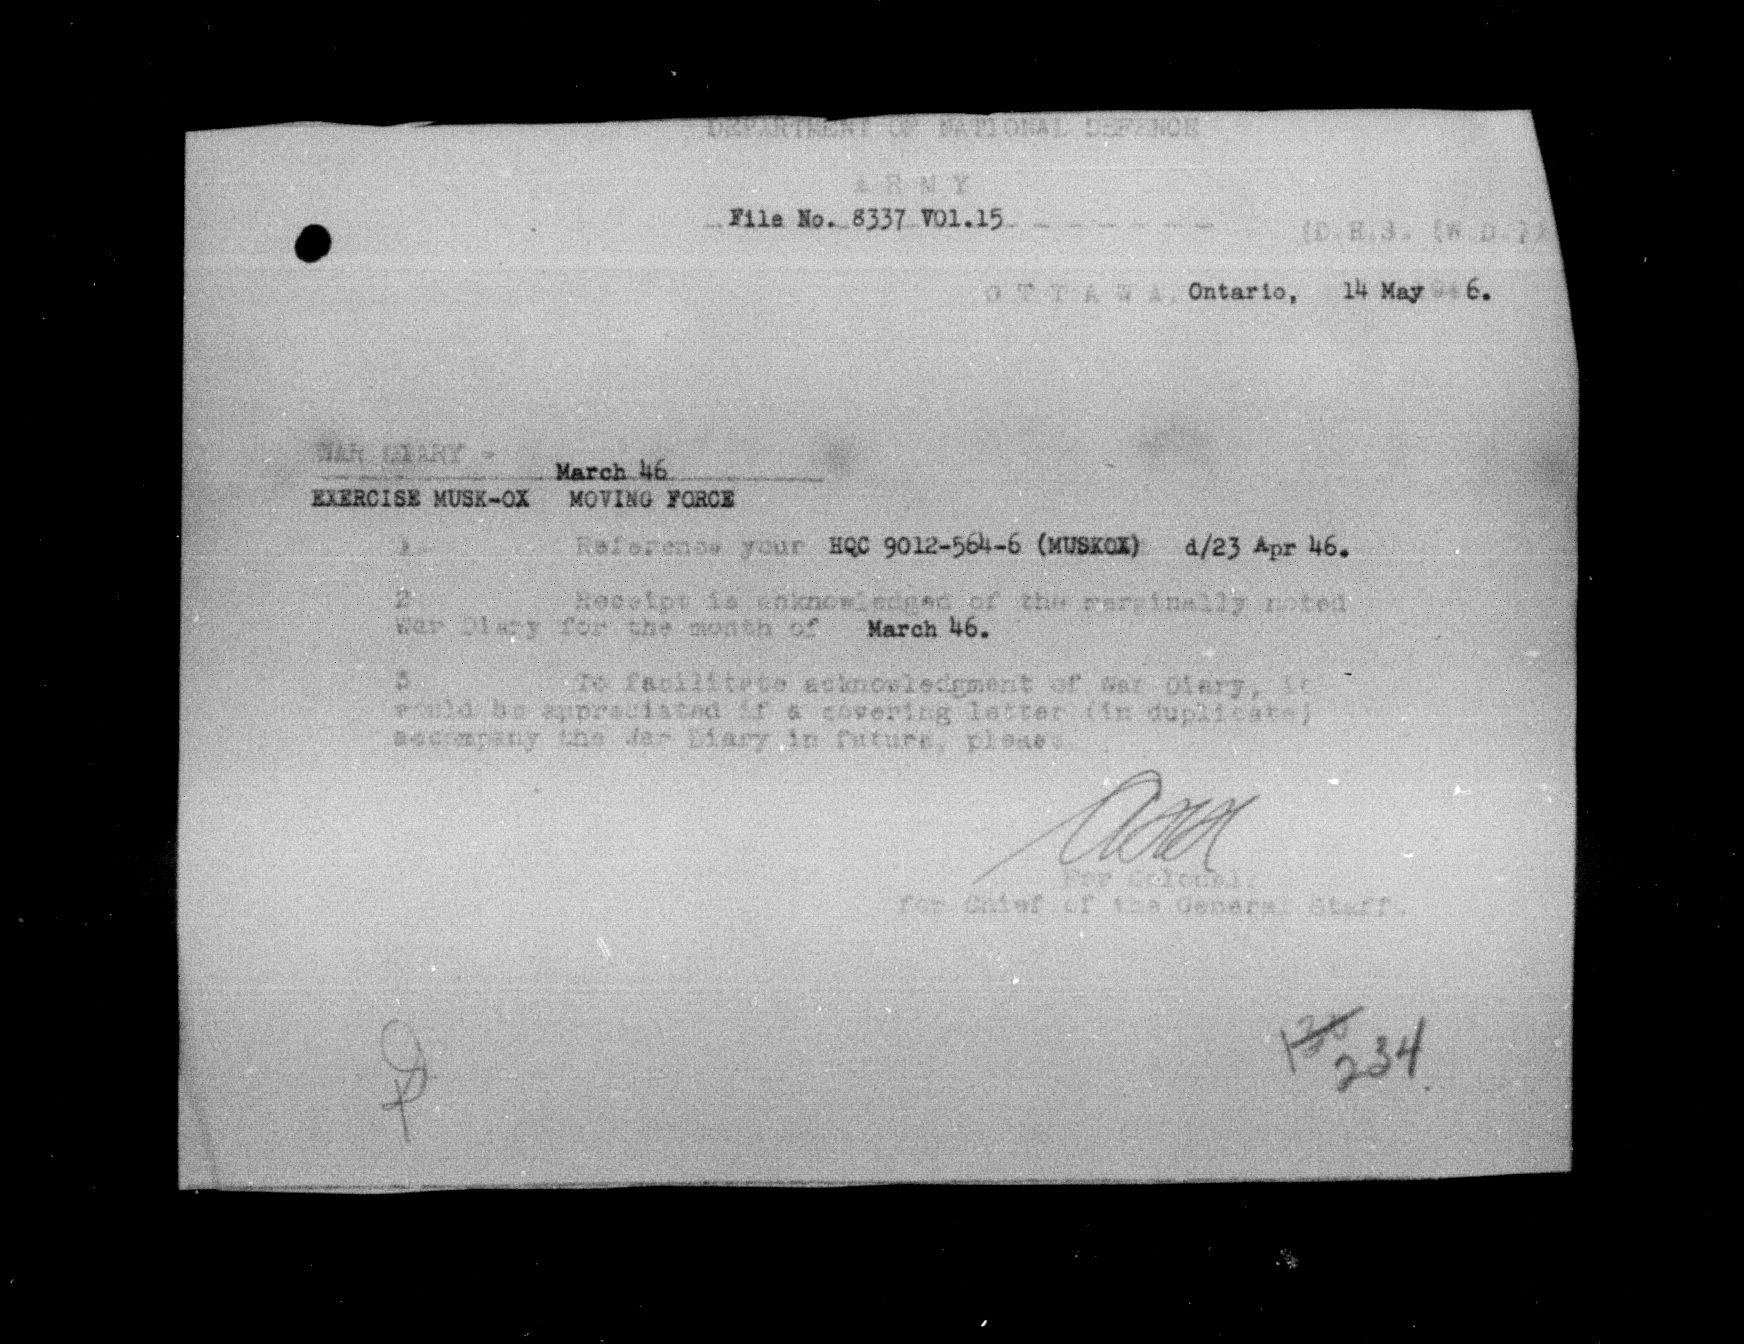 DEPARTMENT OF NATIONAL DEFENCE
A R M Y
File No. 8337 VOl.15
(D.H.S. (W.D.))
O T T A W A, Ontario, 14 May 6.
WAR DIARY -
March 46
EXERCISE MUSK-OX MOVING FORCE
1. Reference your HQC 9012-564-6 (MUSKOX) d/23 Apr 46.
2. Receipt is acknowledged of the marginally noted
War Diary for the month of March 46.
3. To facilitate acknowledgment of War Diary, it
would be appreciated if a covering letter (in duplicate)
accompany the War Diary in future, please.
For Colonel,
for Chief of the General Staff.
234.